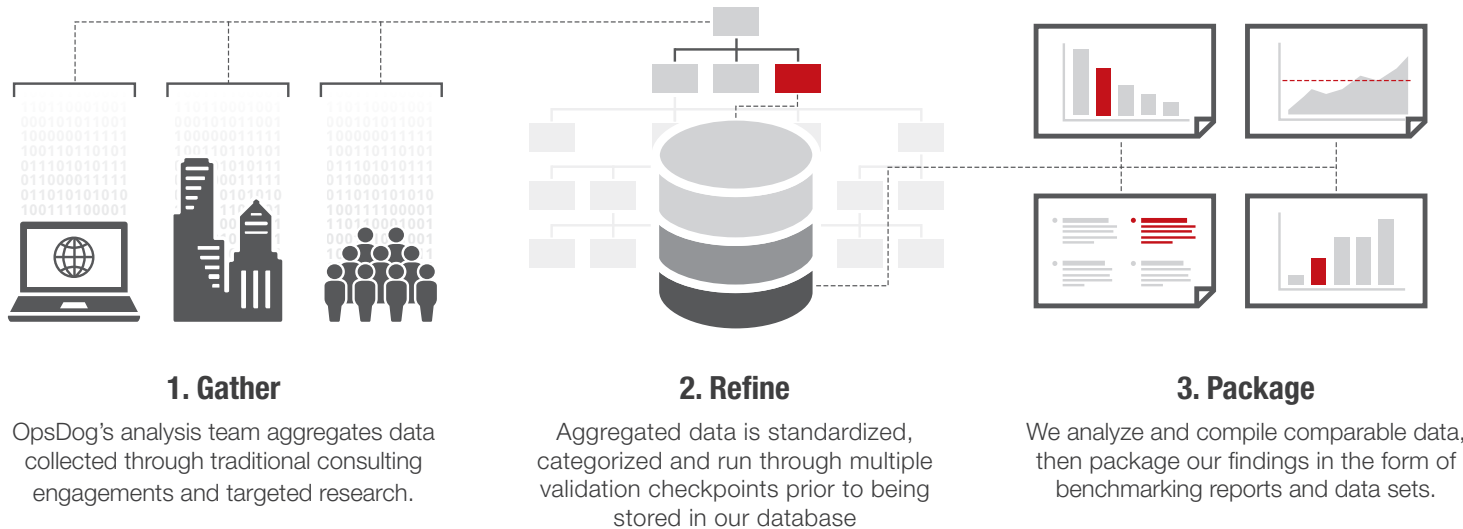 1. Gather
OpsDog's analysis team aggregates data
collected through traditional consulting
engagements and targeted research.
2. Refine
Aggregated data is standardized,
categorized and run through multiple
validation checkpoints prior to being
stored in our database
3. Package
We analyze and compile comparable data,
then package our findings in the form of
benchmarking reports and data sets.